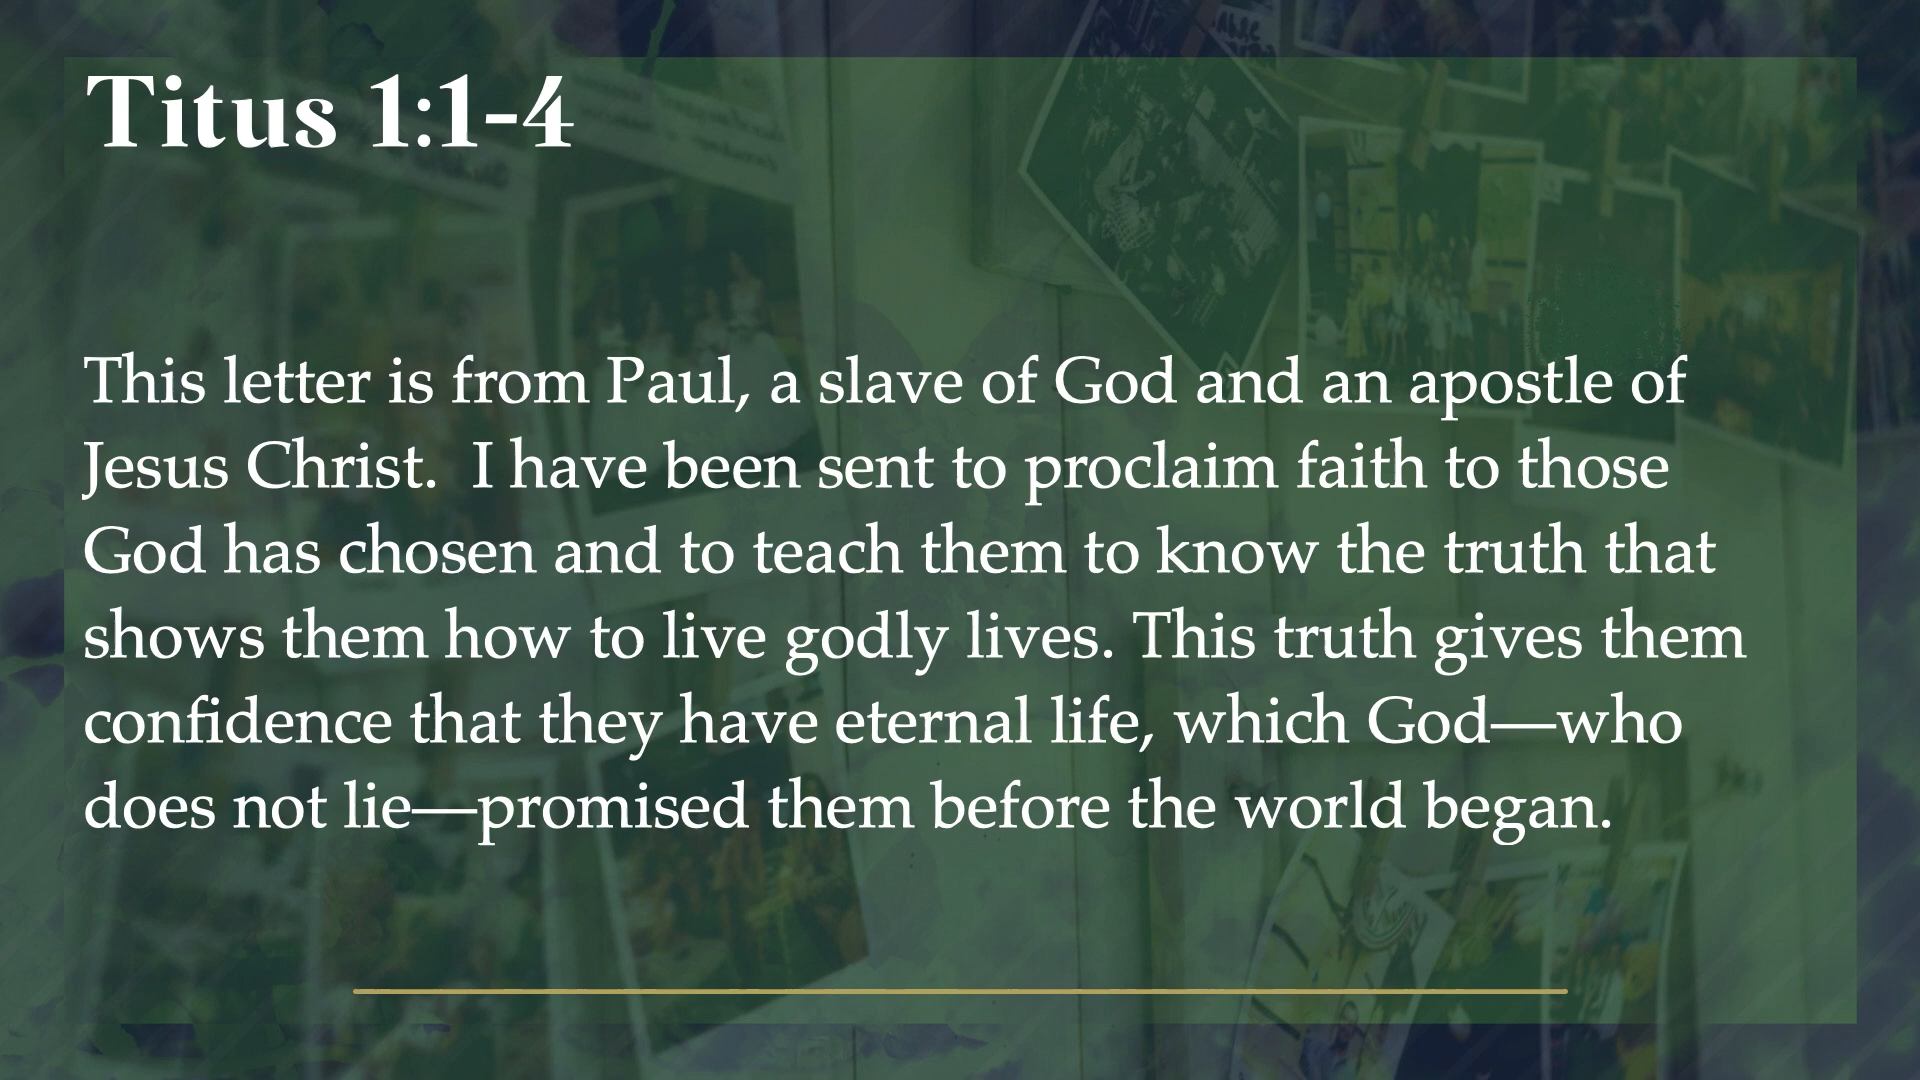 Titus 1:1-4
This letter is from Paul, a slave of God and an apostle of
Jesus Christ.  I have been sent to proclaim faith to those
God has chosen and to teach them to know the truth that
shows them how to live godly lives. This truth gives them
confidence that they have eternal life, which God—who
does not lie—promised them before the world began.